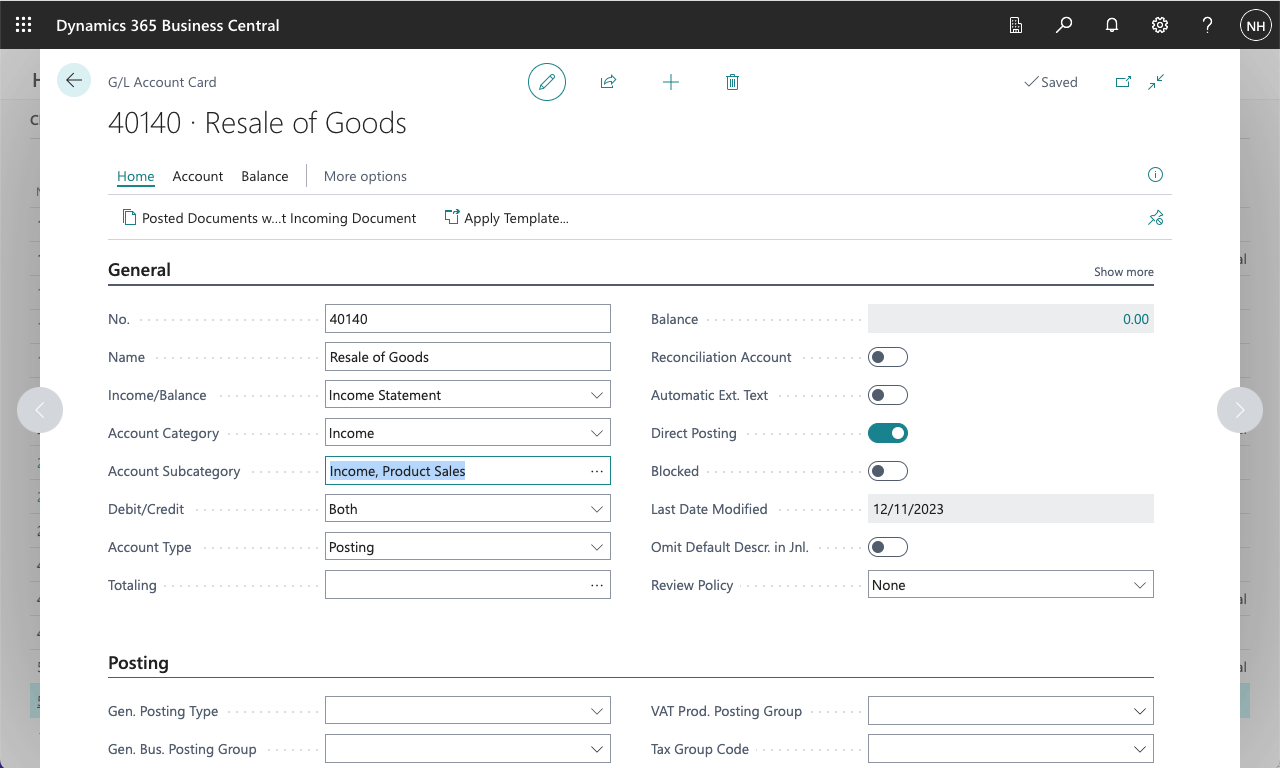 Dynamics 365 Business Central
NH
G/L Account Card
Saved
40140 · Resale of Goods
Home Account Balance More options
Posted Documents w...t Incoming Document Apply Template...
General Show more
No. 40140 Balance 0.00
Name Resale of Goods Reconciliation Account
Income/Balance Income Statement Automatic Ext. Text
Account Category Income Direct Posting
Account Subcategory Income, Product Sales Blocked
Debit/Credit Both Last Date Modified 12/11/2023
Account Type Posting Omit Default Descr. in Jnl.
Totaling Review Policy None
Posting
Gen. Posting Type VAT Prod. Posting Group
Gen. Bus. Posting Group Tax Group Code